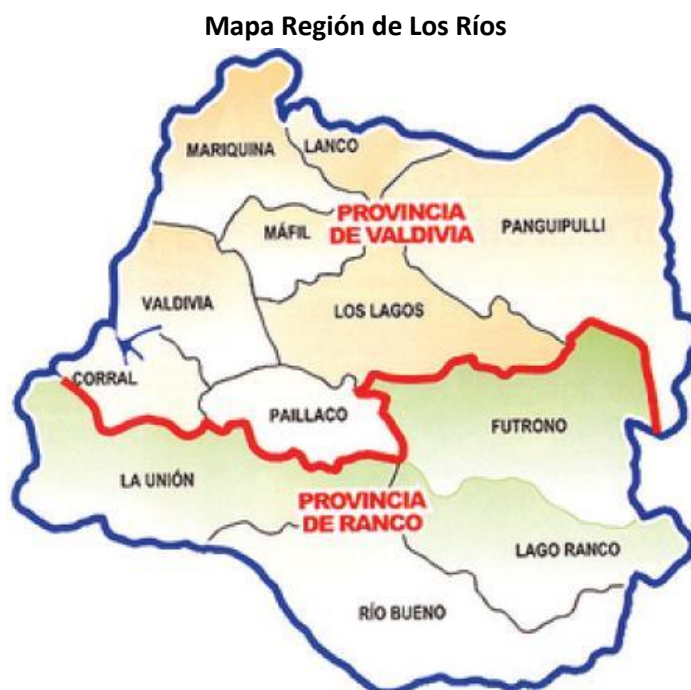 Mapa Región de Los Ríos
LANCO
MARIQUINA
PROVINCIA
DE VALDIVIA
MÁFIL
PANGUIPULLI
VALDIVIA
LOS LAGOS
CORRAL
PAILLACO
FUTRONO
LA UNIÓN
PROVINCIA
DE RANCO
LAGO RANCO
RÍO BUENO